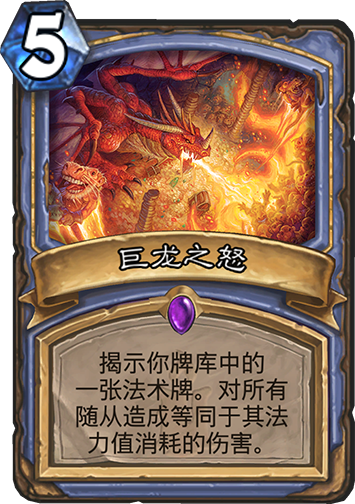 5
巨龙之怒
揭示你牌库中的
一张法术牌。对所有
随从造成等同于其法
力值消耗的伤害。